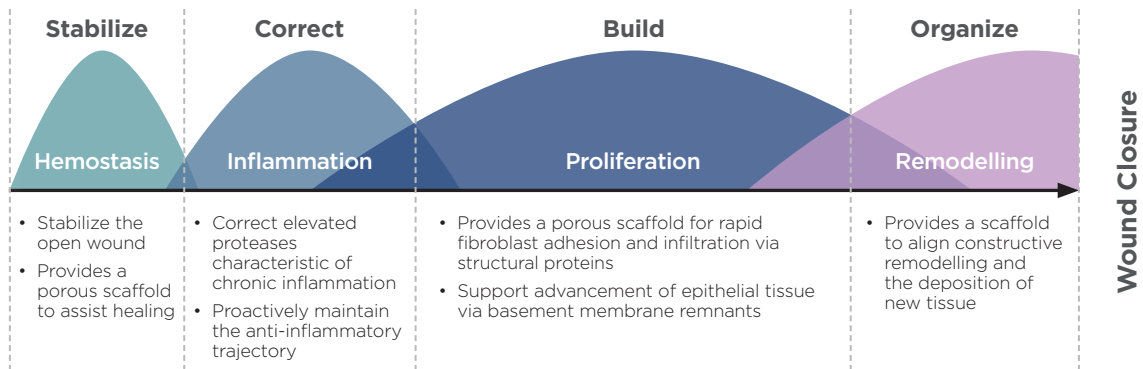 Stabilize
Correct
Build
Organize
Hemostasis
Inflammation
Proliferation
Remodelling
• Stabilize the
open wound
• Provides a
porous scaffold
to assist healing
• Correct elevated
proteases
characteristic of
chronic inflammation
• Proactively maintain
the anti-inflammatory
trajectory
• Provides a porous scaffold for rapid
fibroblast adhesion and infiltration via
structural proteins
• Support advancement of epithelial tissue
via basement membrane remnants
• Provides a scaffold
to align constructive
remodelling and
the deposition of
new tissue
Wound Closure